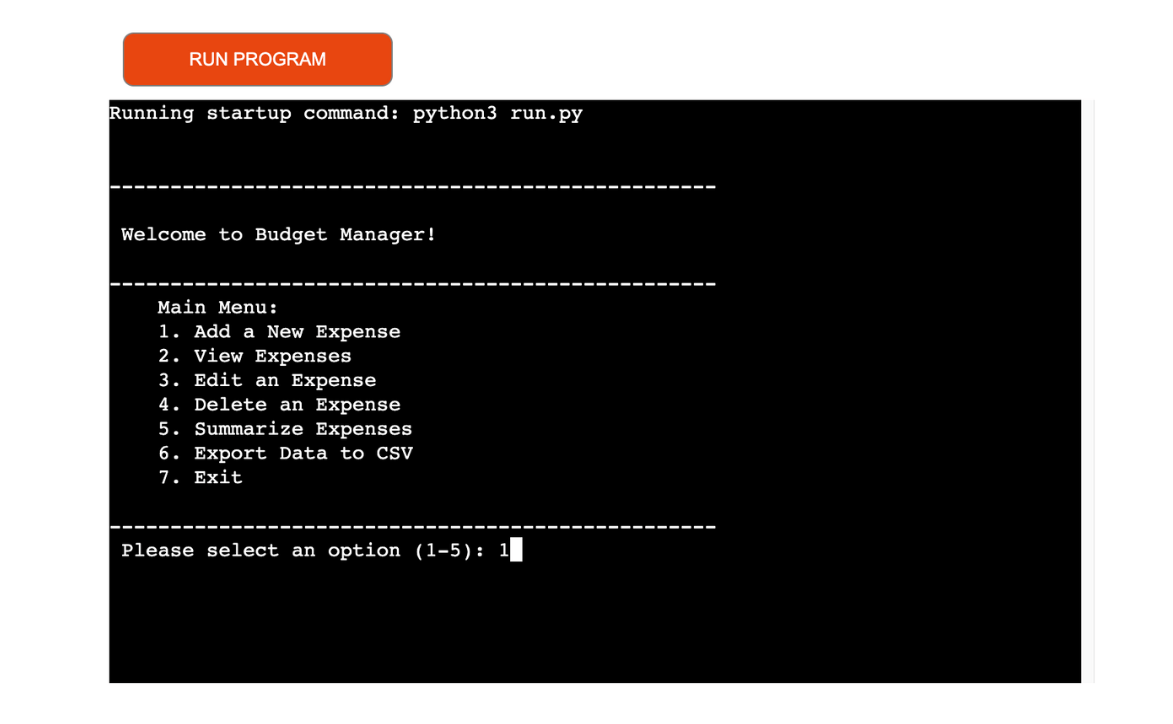 RUN PROGRAM
Running startup command: python3 run.py
--------------------------------------------------
Welcome to Budget Manager!
--------------------------------------------------
Main Menu:
1. Add a New Expense
2. View Expenses
3. Edit an Expense
4. Delete an Expense
5. Summarize Expenses
6. Export Data to CSV
7. Exit
--------------------------------------------------
Please select an option (1-5): 1